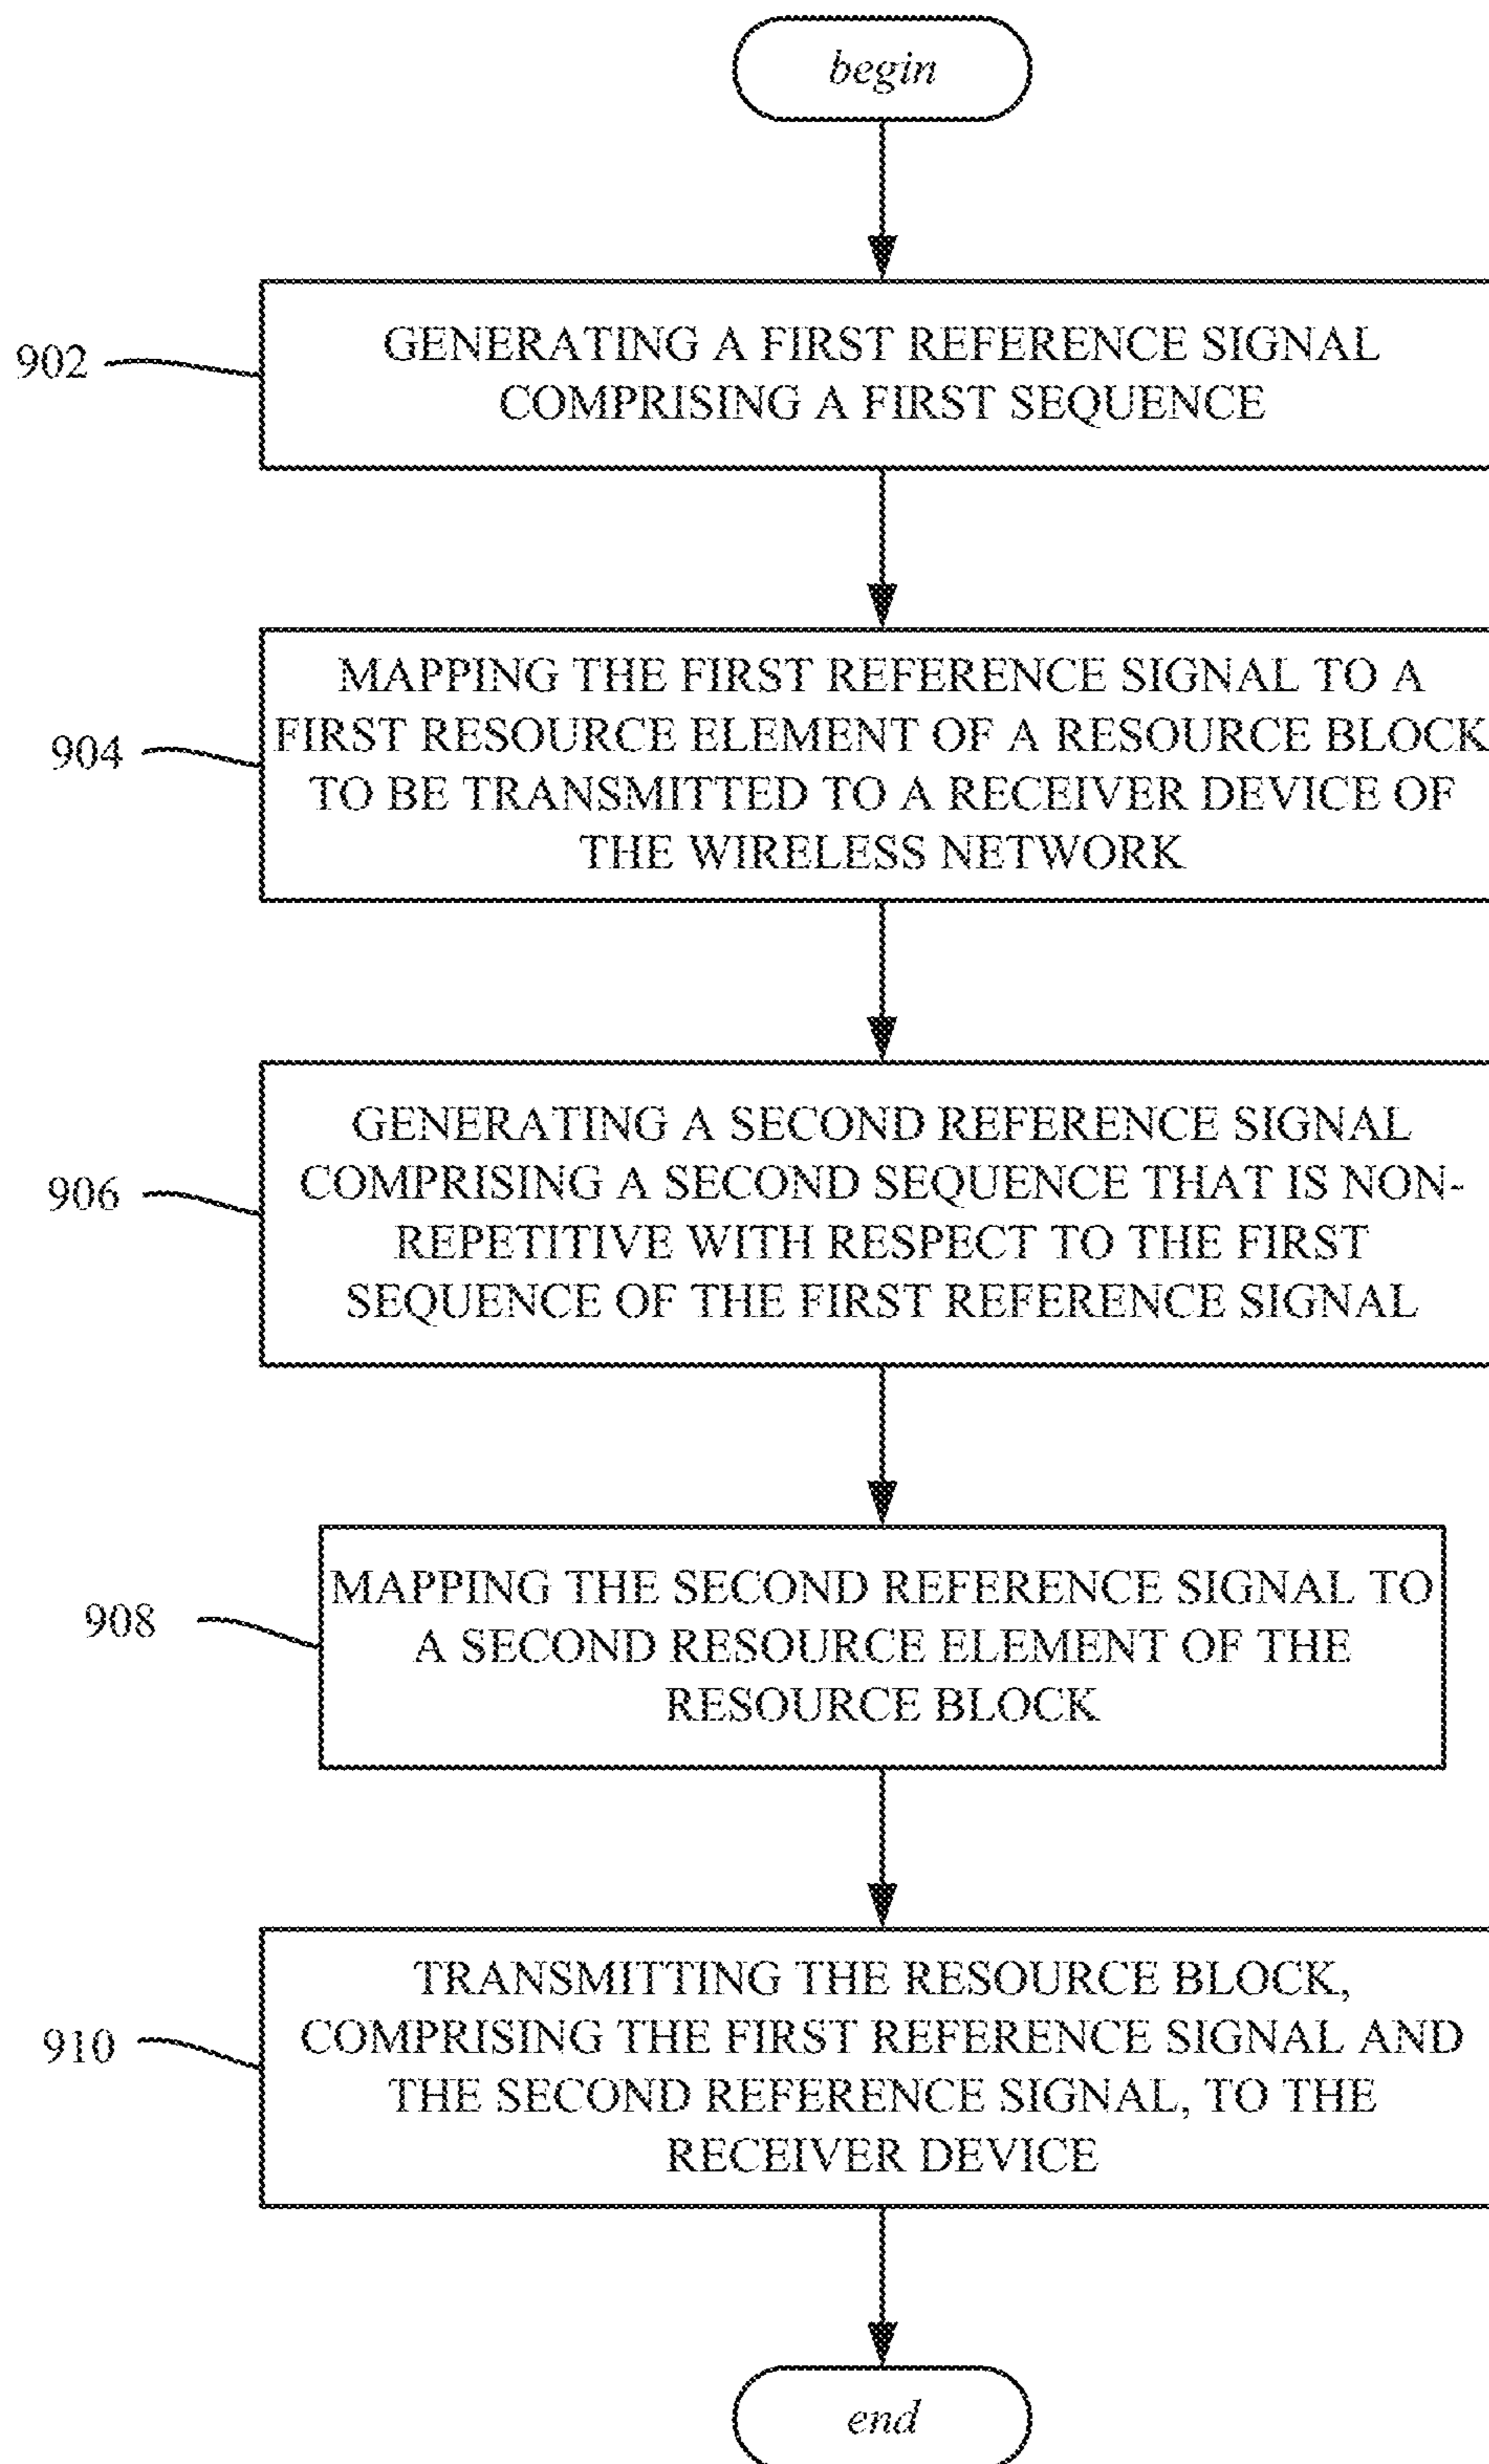 begin
902
GENERATING A FIRST REFERENCE SIGNAL
COMPRISING A FIRST SEQUENCE
904
MAPPING THE FIRST REFERENCE SIGNAL TO A
FIRST RESOURCE ELEMENT OF A RESOURCE BLOCK
TO BE TRANSMITTED TO A RECEIVER DEVICE OF
THE WIRELESS NETWORK
906
GENERATING A SECOND REFERENCE SIGNAL
COMPRISING A SECOND SEQUENCE THAT IS NON-
REPETITIVE WITH RESPECT TO THE FIRST
SEQUENCE OF THE FIRST REFERENCE SIGNAL
908
MAPPING THE SECOND REFERENCE SIGNAL TO
A SECOND RESOURCE ELEMENT OF THE
RESOURCE BLOCK
910
TRANSMITTING THE RESOURCE BLOCK,
COMPRISING THE FIRST REFERENCE SIGNAL AND
THE SECOND REFERENCE SIGNAL, TO THE
RECEIVER DEVICE
end